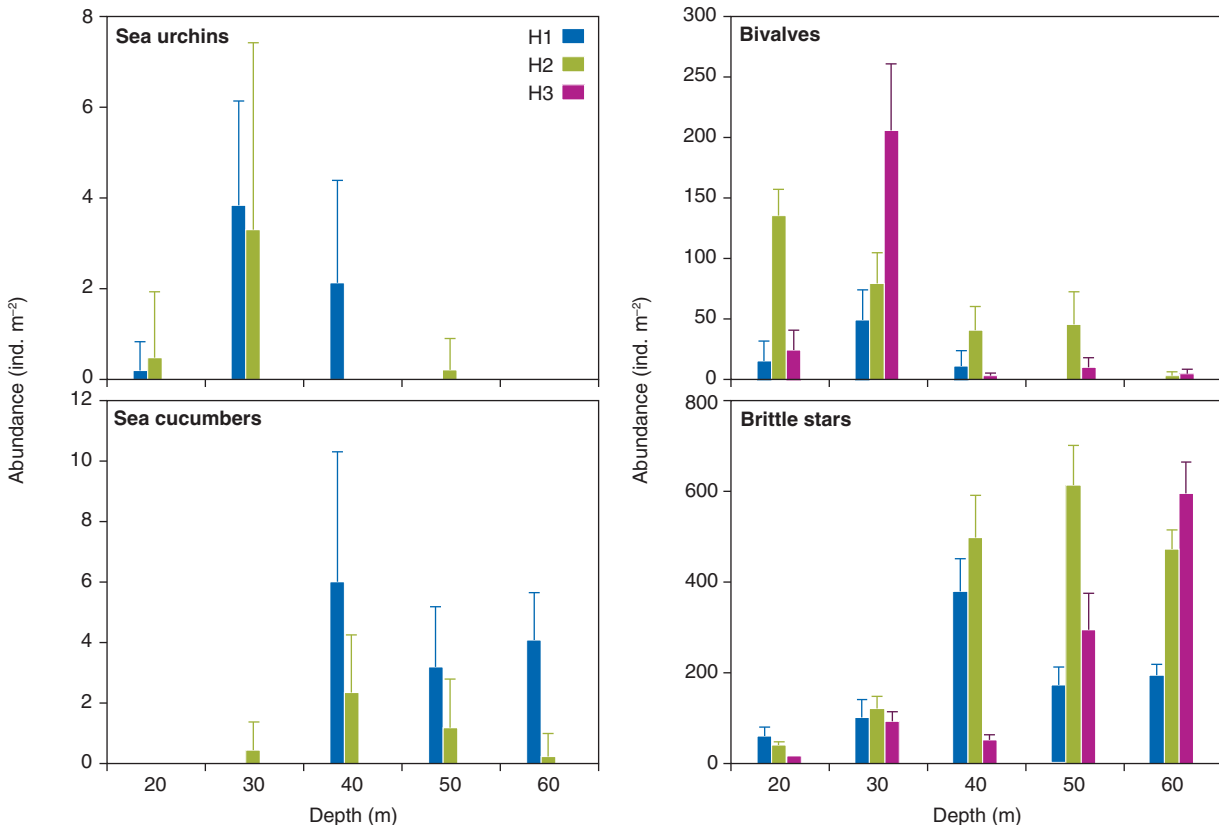 Sea urchins
H1
H2
H3
8
6
4
2
0
Bivalves
300
250
200
150
100
50
0
Abundance (ind. m⁻²)
Abundance (ind. m⁻²)
Sea cucumbers
12
10
8
6
4
2
0
20 30 40 50 60
Depth (m)
Brittle stars
800
600
400
200
0
20 30 40 50 60
Depth (m)